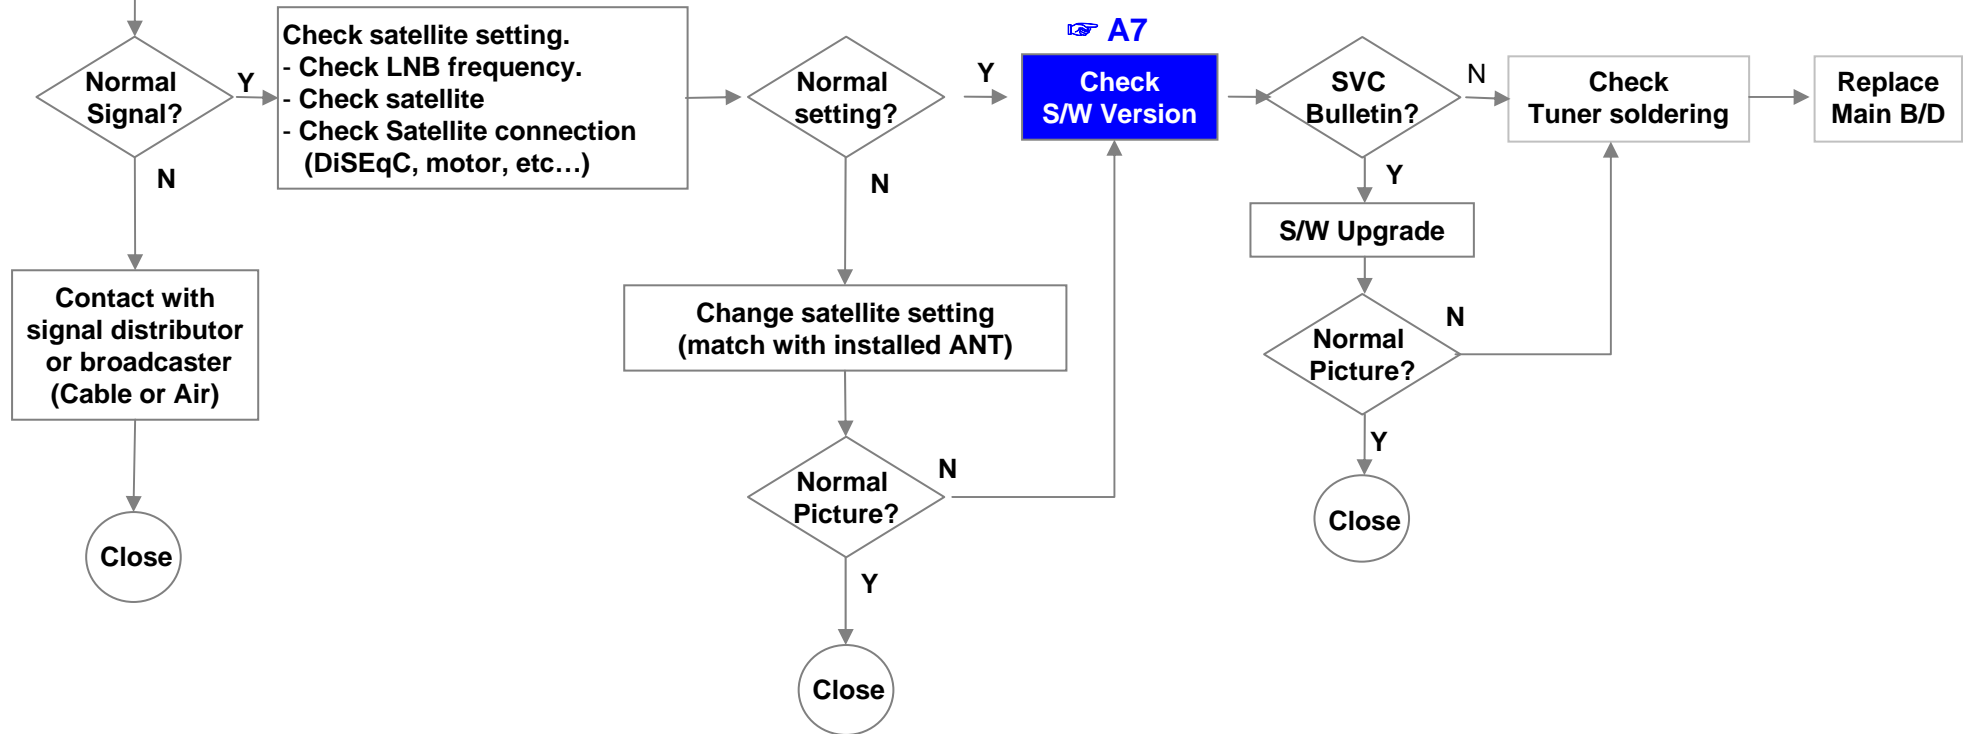 ☞ A7
Normal
Signal?
Y
N
Check satellite setting.
- Check LNB frequency.
- Check satellite
- Check Satellite connection
(DiSEqC, motor, etc…)
Normal
setting?
Y
N
Check
S/W Version
SVC
Bulletin?
N
Y
Check
Tuner soldering
Replace
Main B/D
S/W Upgrade
Contact with
signal distributor
or broadcaster
(Cable or Air)
Change satellite setting
(match with installed ANT)
Normal
Picture?
N
Y
Normal
Picture?
N
Y
Close
Close
Close